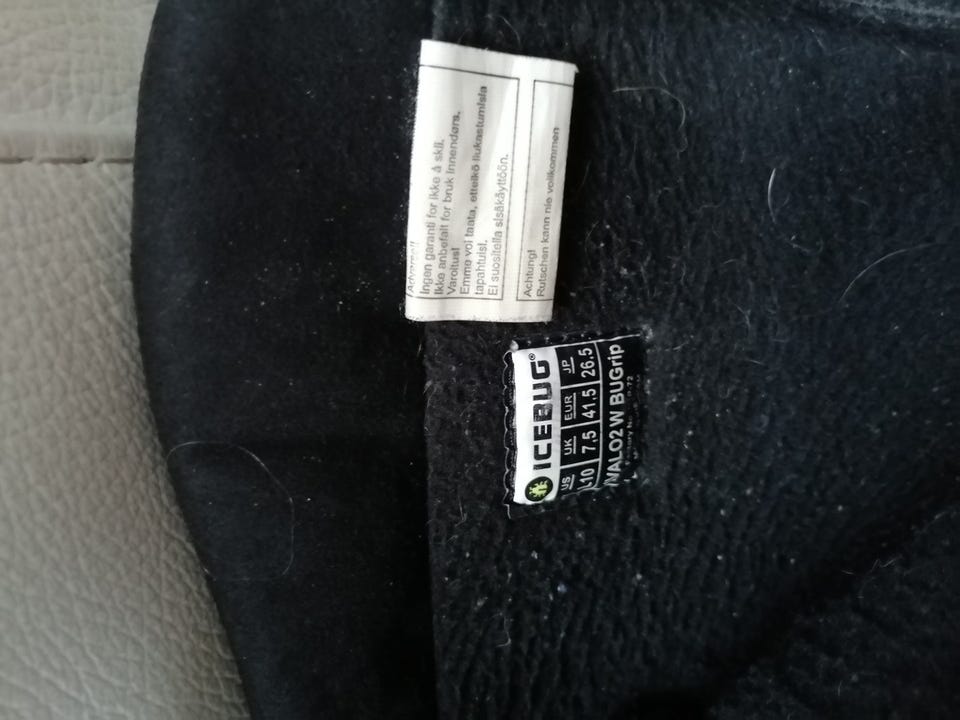 Advarsel!
Ingen garanti for ikke å skli.
Ikke anbefalt for bruk innendørs.
Varoitus!
Emme voi taata, etteikö liukastumisia
tapahtuisi.
Ei suositella sisäkäyttöön.
Achtung!
Rutschen kann nie vollkommen
ICEBUG®
US UK EUR JP
L10 7.5 41.5 26.5
IVALO2 W BUGrip